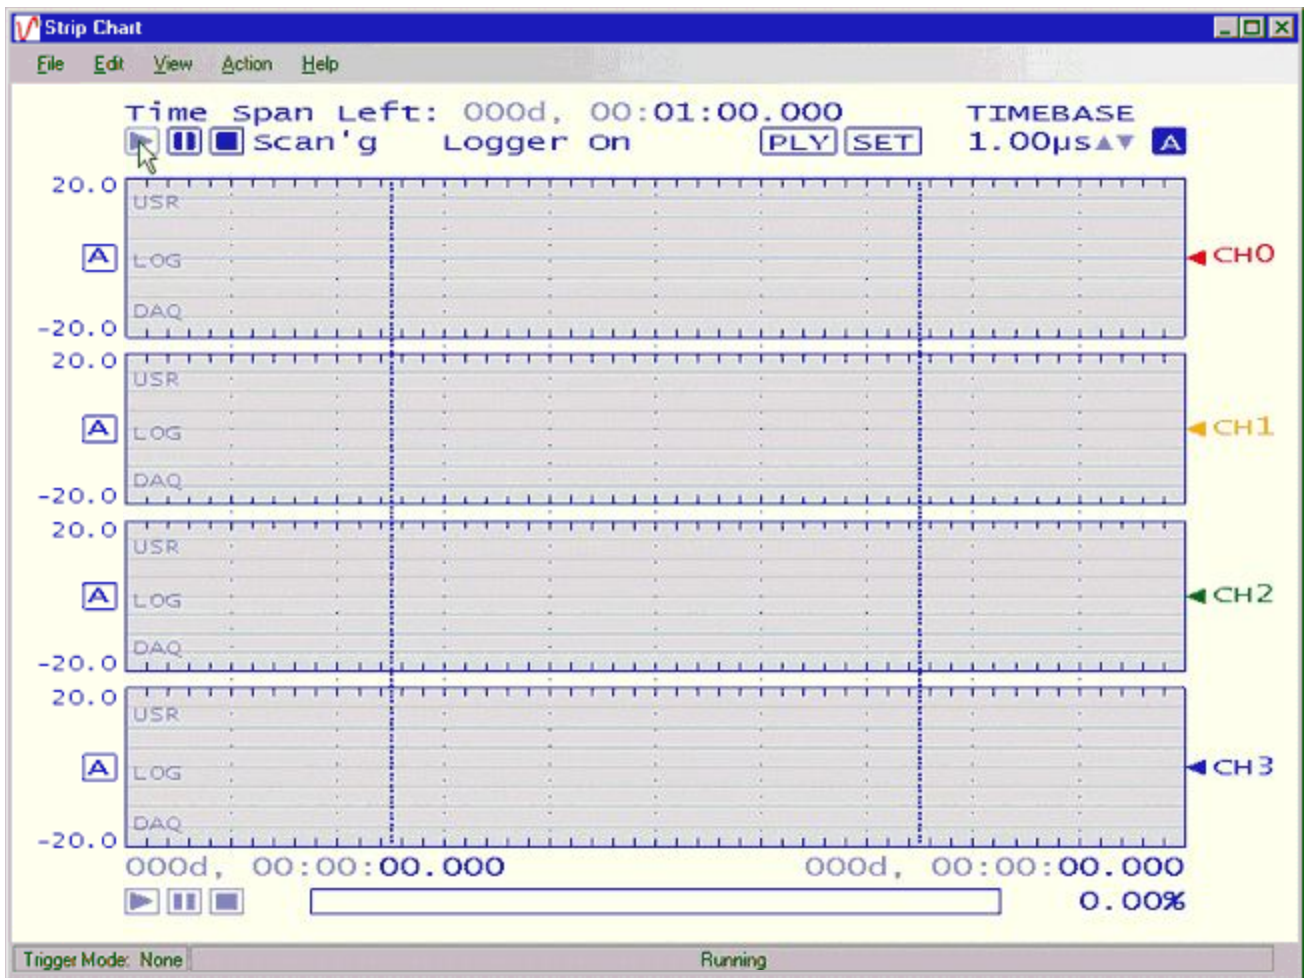 Strip Chart
File Edit View Action Help
Time Span Left: 000d, 00:01:00.000 TIMEBASE
Scan'g Logger On PLY SET 1.00µs A
20.0
USR
A LOG CH0
DAQ
-20.0
20.0
USR
A LOG CH1
DAQ
-20.0
20.0
USR
A LOG CH2
DAQ
-20.0
20.0
USR
A LOG CH3
DAQ
-20.0
000d, 00:00:00.000 000d, 00:00:00.000
0.00%
Trigger Mode: None Running